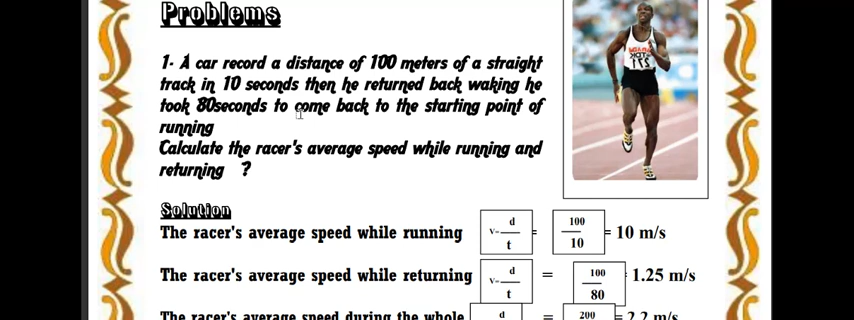 Problems
1- A car record a distance of 100 meters of a straight
track in 10 seconds then he returned back waking he
took 80seconds to come back to the starting point of
running
Calculate the racer's average speed while running and
returning ?
Solution
The racer's average speed while running v= d/t = 100/10 = 10 m/s
The racer's average speed while returning v= d/t = 100/80 = 1.25 m/s
The racer's average speed during the whole d = 200 = 2.2 m/s